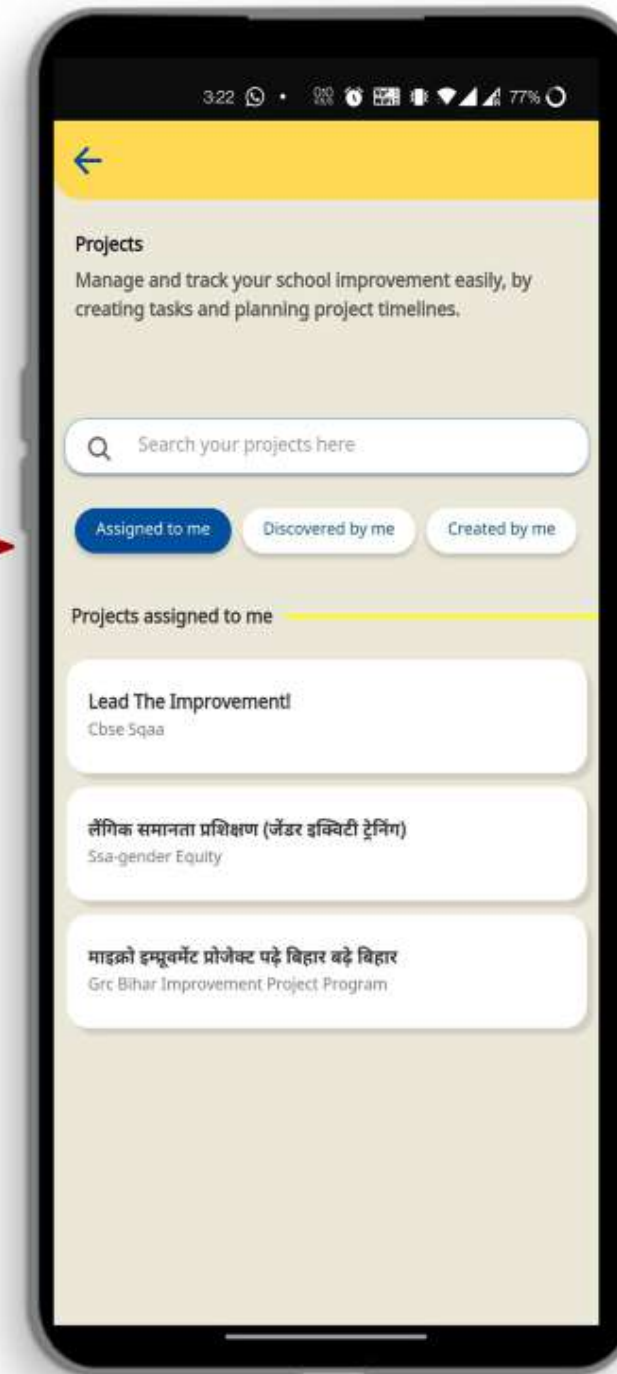 3:22 77%
Projects
Manage and track your school improvement easily, by
creating tasks and planning project timelines.
Search your projects here
Assigned to me Discovered by me Created by me
Projects assigned to me
Lead The Improvement!
Cbse Sqaa
लैंगिक समानता प्रशिक्षण (जेंडर इक्विटी ट्रेनिंग)
Ssa-gender Equity
माइक्रो इम्प्रूवमेंट प्रोजेक्ट पढ़े बिहार बढ़े बिहार
Grc Bihar Improvement Project Program